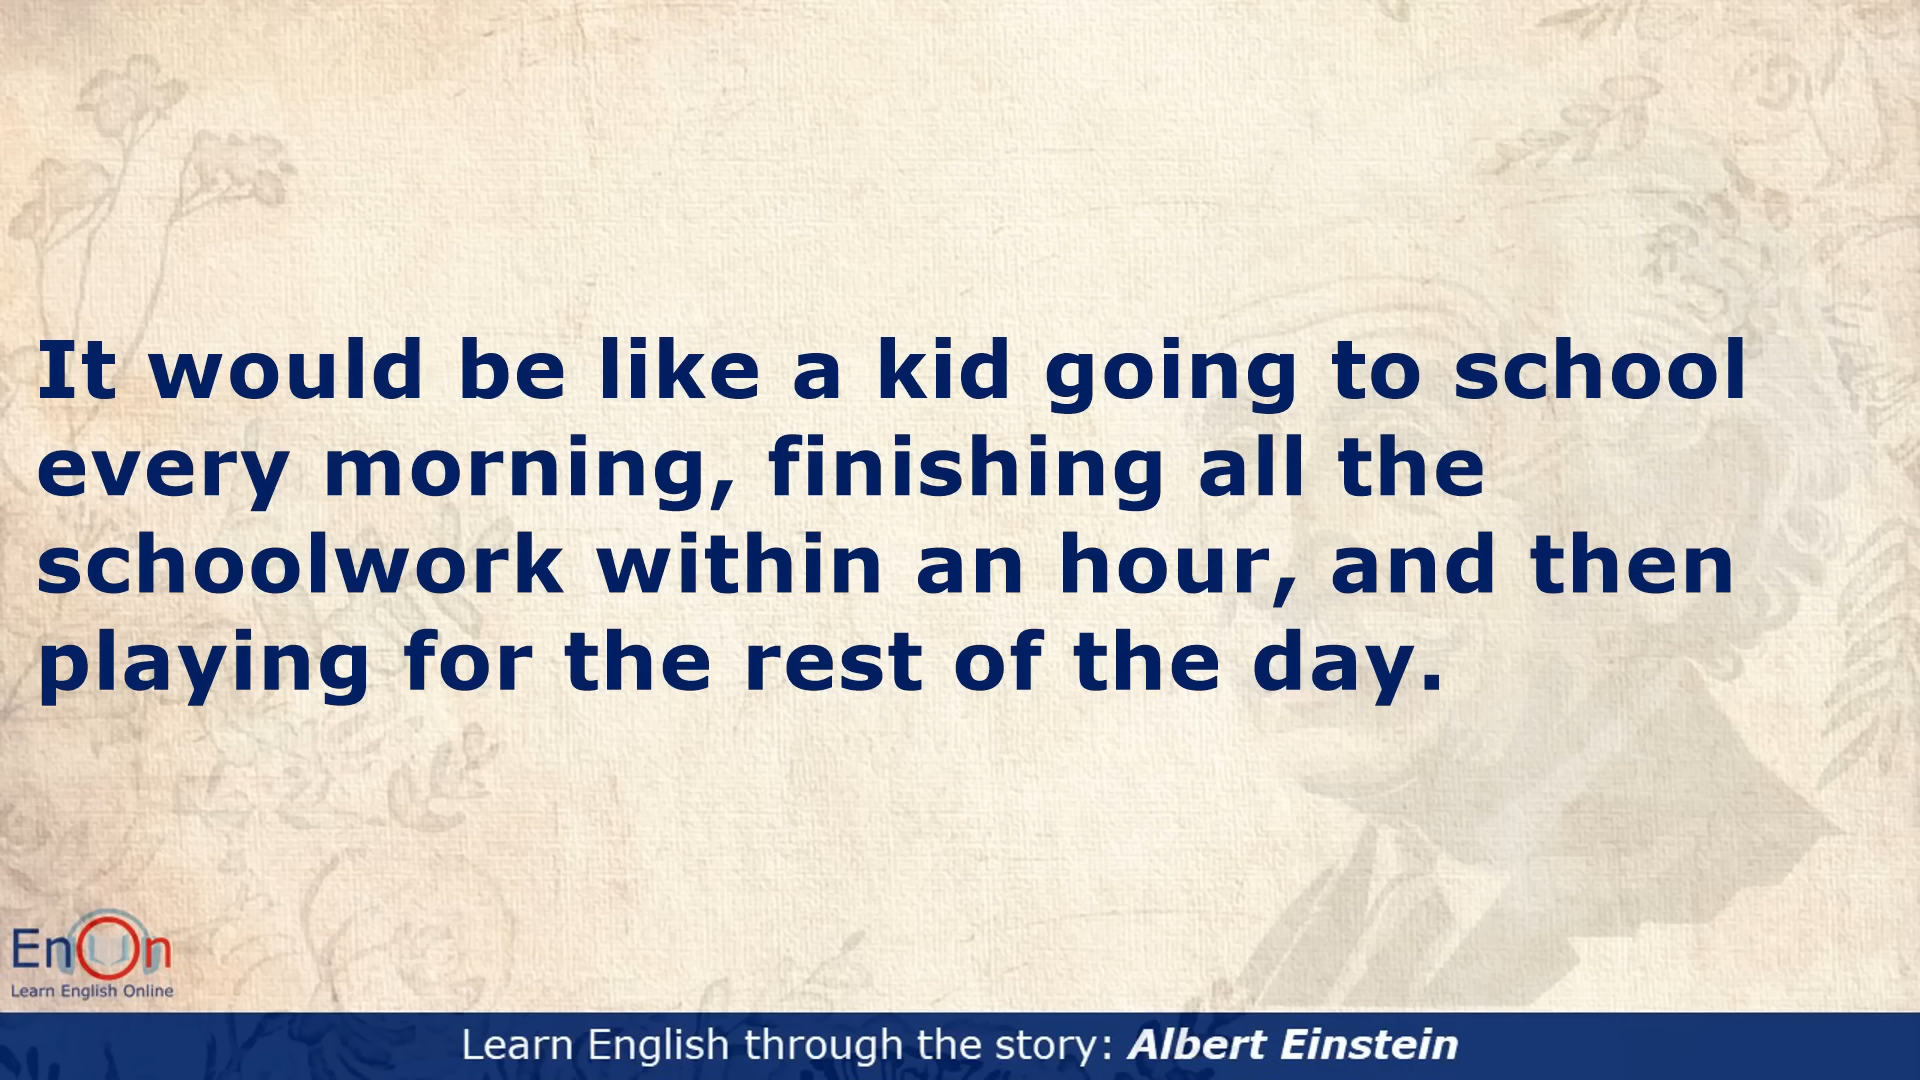 It would be like a kid going to school
every morning, finishing all the
schoolwork within an hour, and then
playing for the rest of the day.
EnOn
Learn English Online
Learn English through the story: Albert Einstein